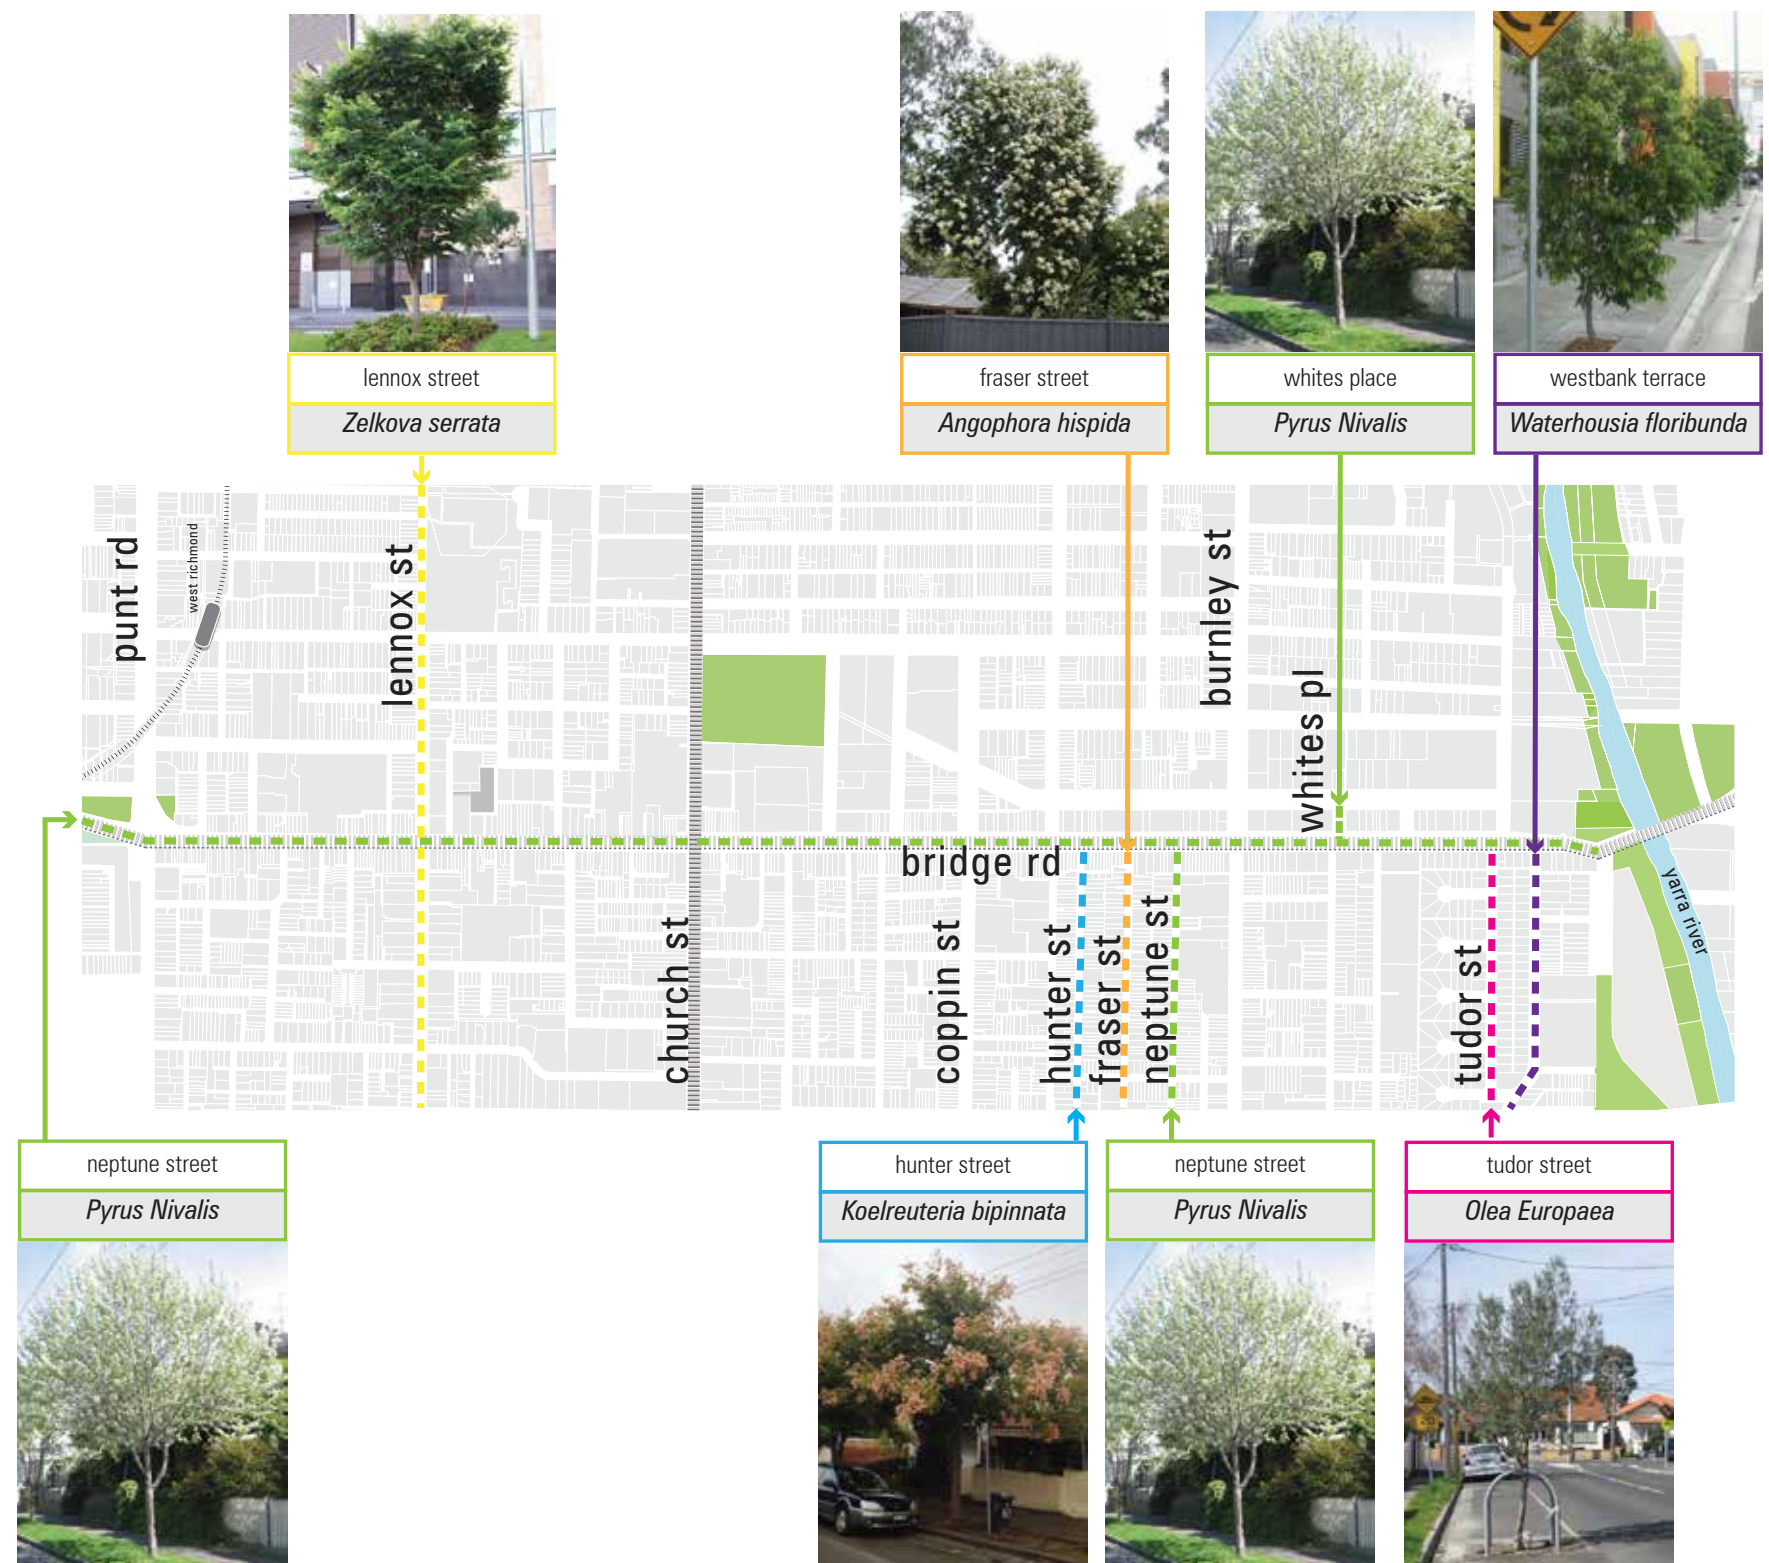 lennox street
Zelkova serrata
fraser street
Angophora hispida
whites place
Pyrus Nivalis
westbank terrace
Waterhousia floribunda
punt rd
west richmond
lennox st
burnley st
whites pl
bridge rd
church st
coppin st
hunter st
fraser st
neptune st
tudor st
yarra river
neptune street
Pyrus Nivalis
hunter street
Koelreuteria bipinnata
neptune street
Pyrus Nivalis
tudor street
Olea Europaea